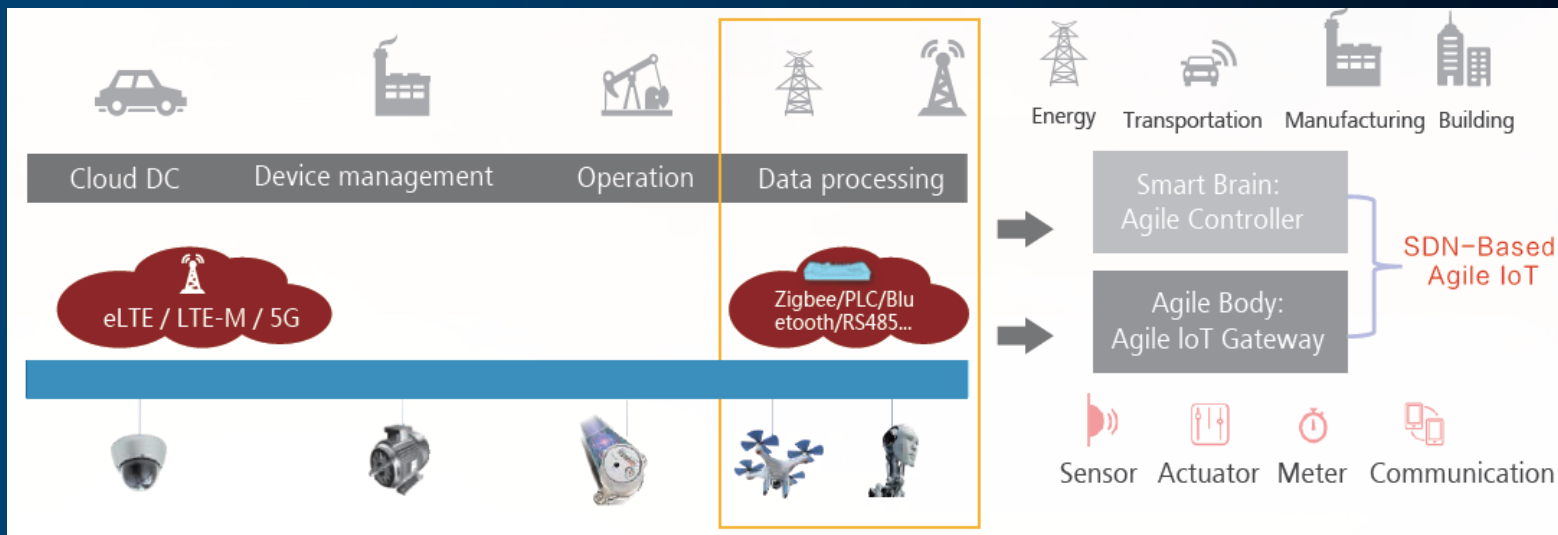 Energy
Transportation
Manufacturing
Building
Cloud DC
Device management
Operation
Data processing
Smart Brain:
Agile Controller
SDN-Based
Agile IoT
eLTE / LTE-M / 5G
Zigbee/PLC/Blu
etooth/RS485...
Agile Body:
Agile IoT Gateway
Sensor
Actuator
Meter
Communication